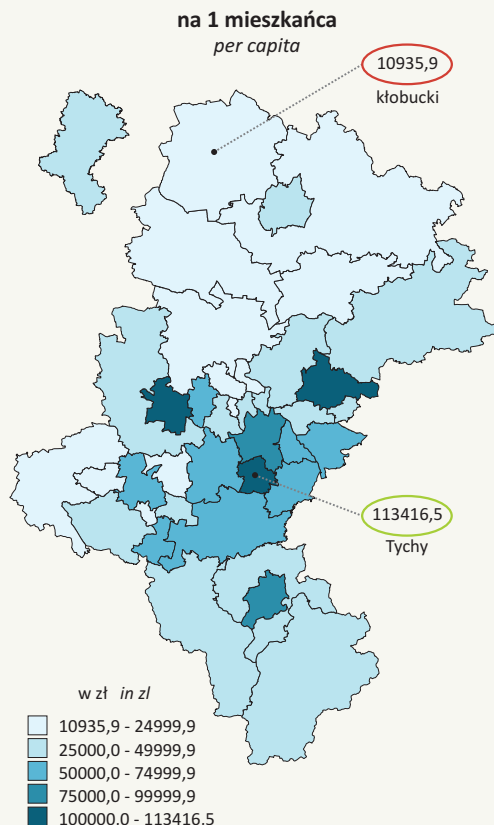 na 1 mieszkańca
per capita
10935,9
kłobucki
113416,5
Tychy
w zł in zl
10935,9 - 24999,9
25000,0 - 49999,9
50000,0 - 74999,9
75000,0 - 99999,9
100000,0 - 113416,5